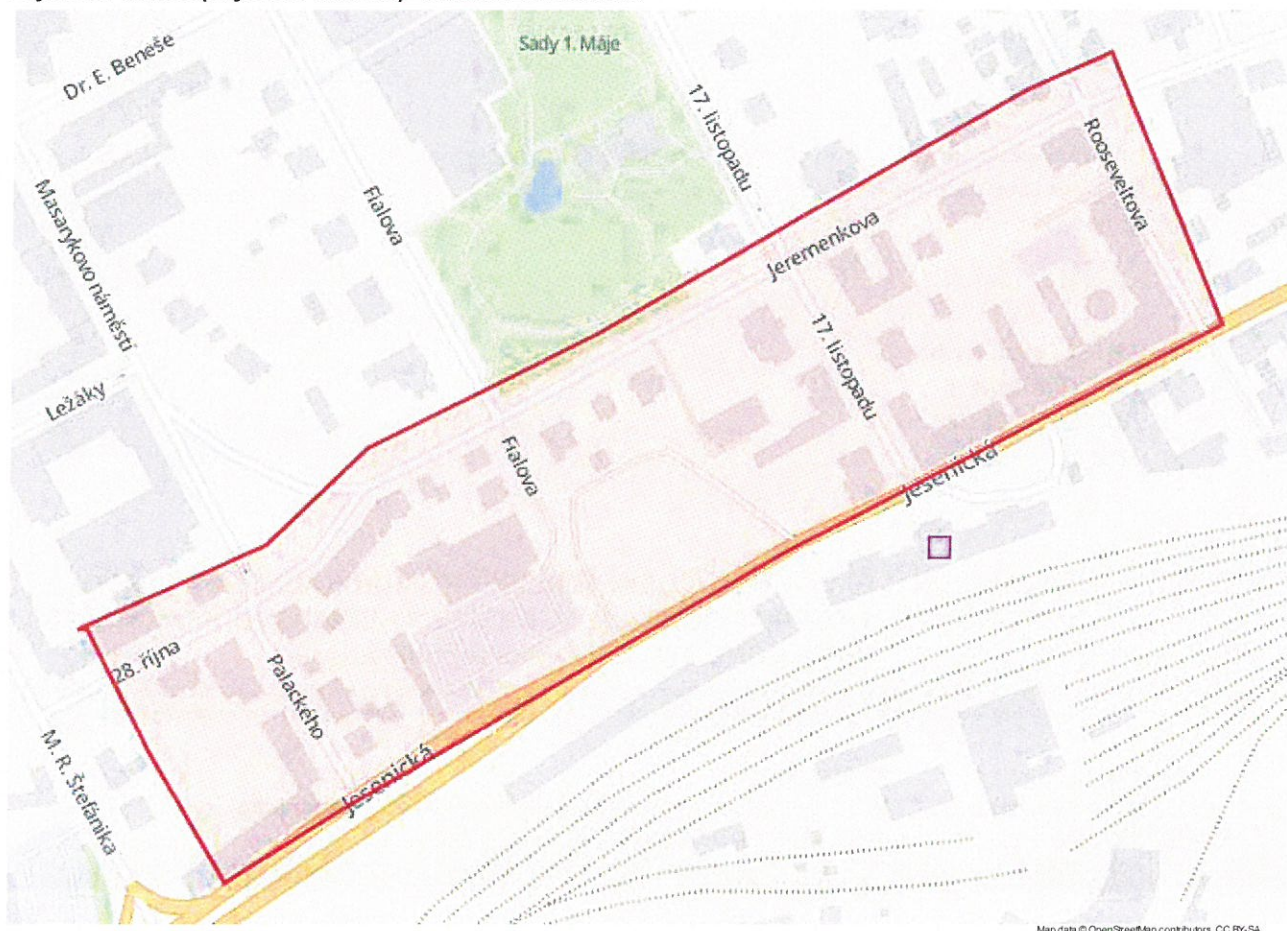 Sady 1. Máje
Dr. E. Beneše
17. listopadu
Rooseveltova
Masarykovo náměstí
Fialova
Jeremenkova
17. listopadu
Ležáky
Fialova
Jesenická
28. října
Palackého
M. R. Štefánika
Jesenická
Map data © OpenStreetMap contributors, CC BY-SA